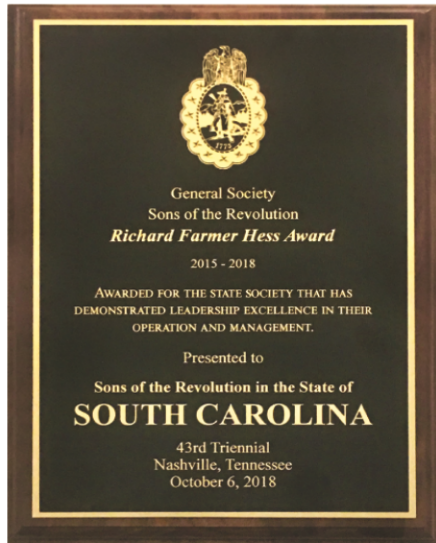 1775
General Society
Sons of the Revolution
Richard Farmer Hess Award
2015 - 2018
AWARDED FOR THE STATE SOCIETY THAT HAS
DEMONSTRATED LEADERSHIP EXCELLENCE IN THEIR
OPERATION AND MANAGEMENT.
Presented to
Sons of the Revolution in the State of
SOUTH CAROLINA
43rd Triennial
Nashville, Tennessee
October 6, 2018